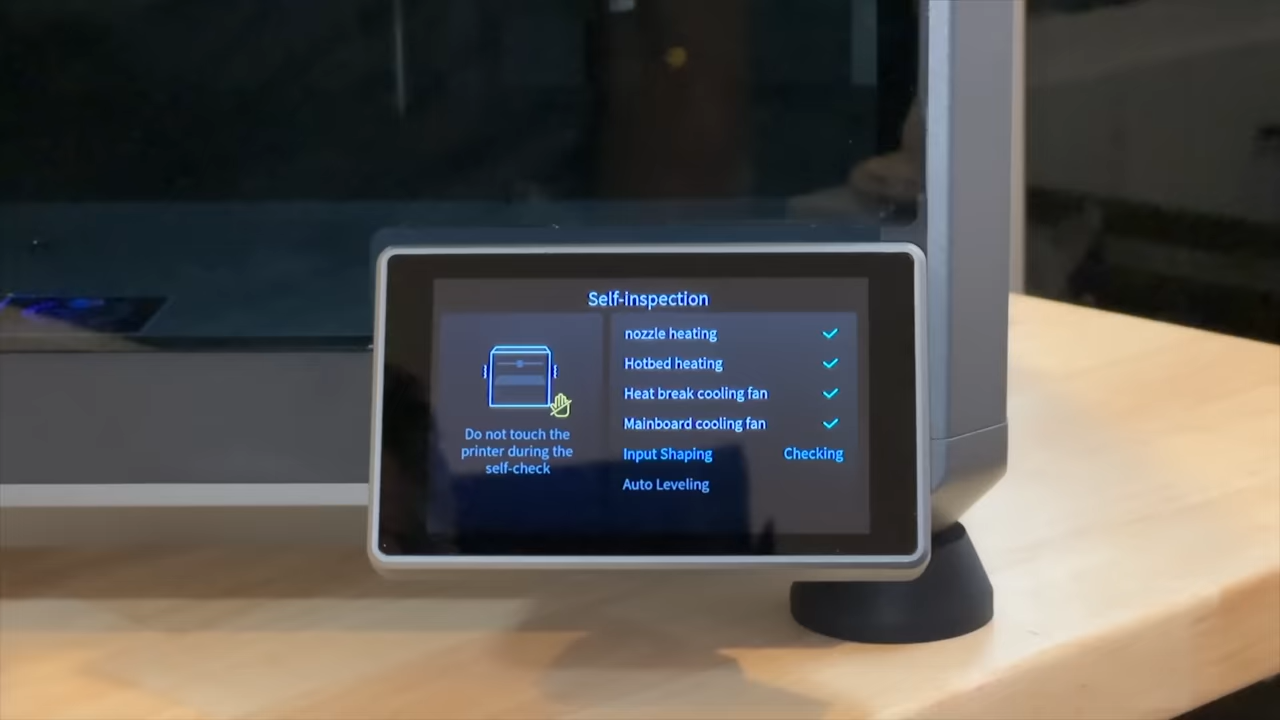 Self-inspection
nozzle heating
Hotbed heating
Heat break cooling fan
Mainboard cooling fan
Input Shaping Checking
Auto Leveling
Do not touch the
printer during the
self-check